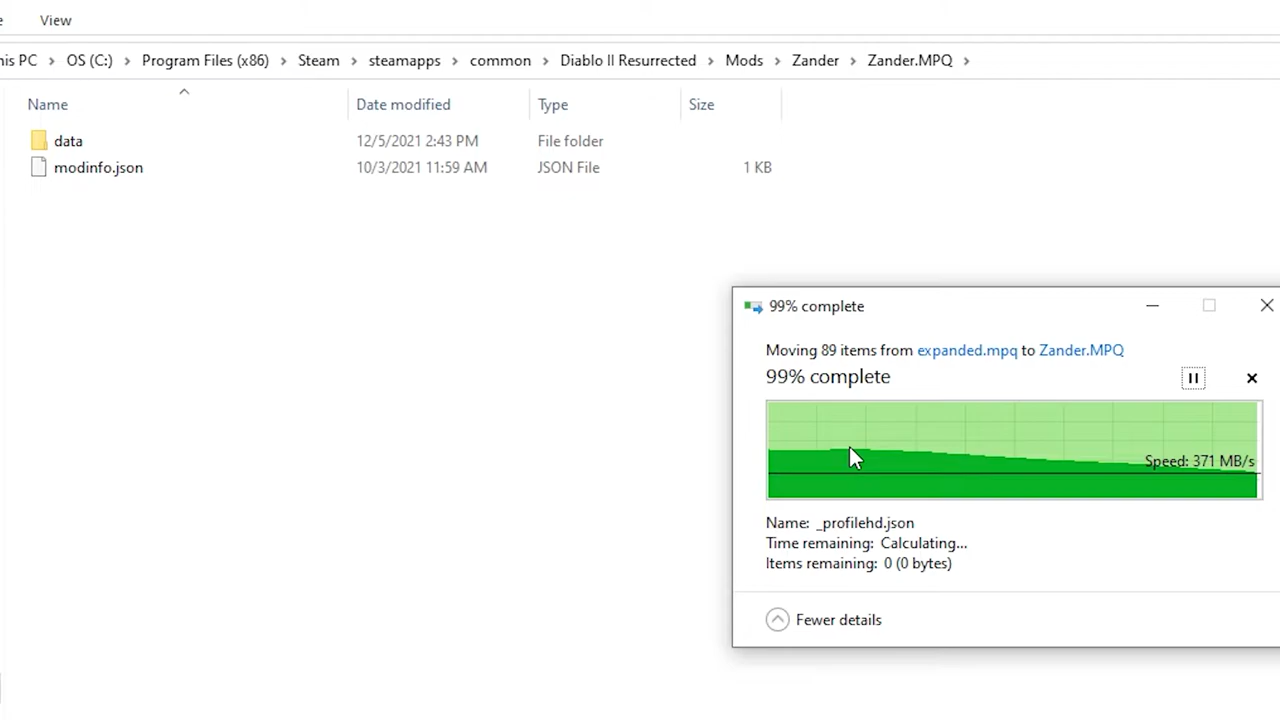 View
PC › OS (C:) › Program Files (x86) › Steam › steamapps › common › Diablo II Resurrected › Mods › Zander › Zander.MPQ ›
Name Date modified Type Size
data 12/5/2021 2:43 PM File folder
modinfo.json 10/3/2021 11:59 AM JSON File 1 KB
99% complete
Moving 89 items from expanded.mpq to Zander.MPQ
99% complete
Speed: 371 MB/s
Name: _profilehd.json
Time remaining: Calculating...
Items remaining: 0 (0 bytes)
Fewer details